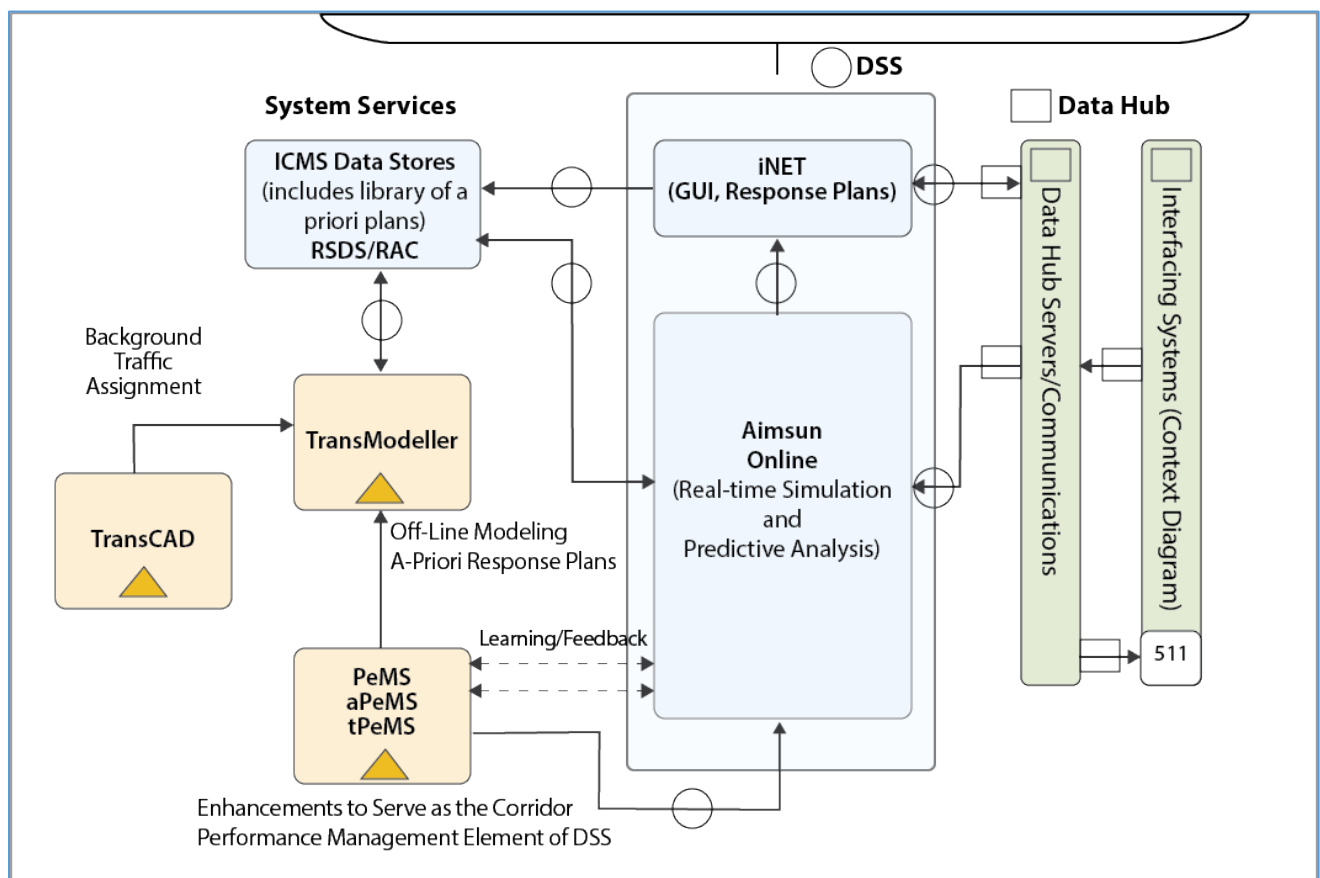 DSS
System Services
Data Hub
ICMS Data Stores
(includes library of a
priori plans)
RSDS/RAC
iNET
(GUI, Response Plans)
Data Hub Servers/Communications
Interfacing Systems (Context Diagram)
Background
Traffic
Assignment
TransModeller
Aimsun
Online
(Real-time Simulation
and
Predictive Analysis)
TransCAD
Off-Line Modeling
A-Priori Response Plans
Learning/Feedback
511
PeMS
aPeMS
tPeMS
Enhancements to Serve as the Corridor
Performance Management Element of DSS